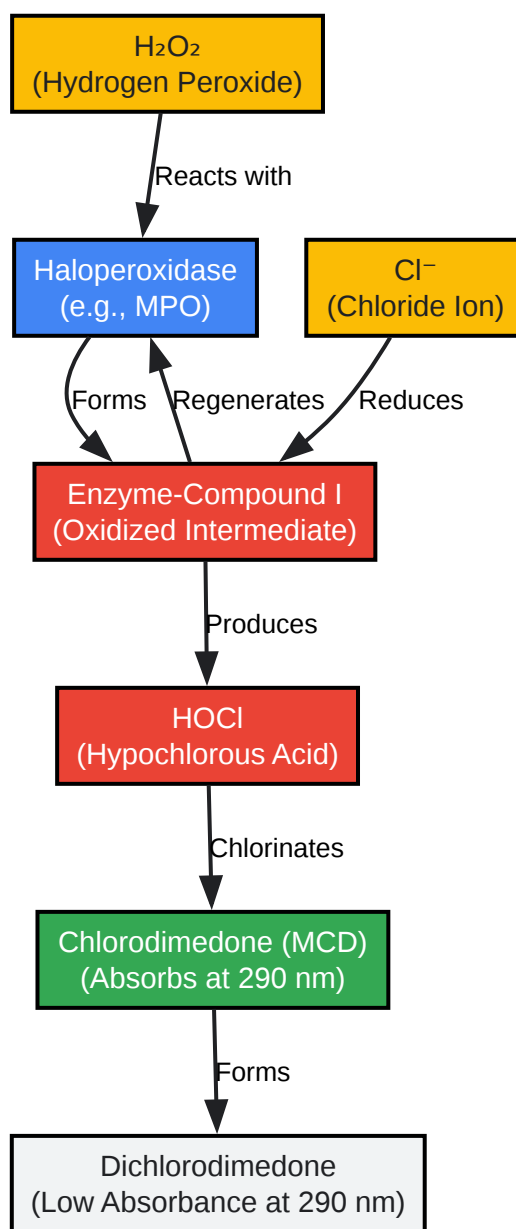 H₂O₂
(Hydrogen Peroxide)
Reacts with
Haloperoxidase
(e.g., MPO)
Cl⁻
(Chloride Ion)
Forms
Regenerates
Reduces
Enzyme-Compound I
(Oxidized Intermediate)
Produces
HOCl
(Hypochlorous Acid)
Chlorinates
Chlorodimedone (MCD)
(Absorbs at 290 nm)
Forms
Dichlorodimedone
(Low Absorbance at 290 nm)